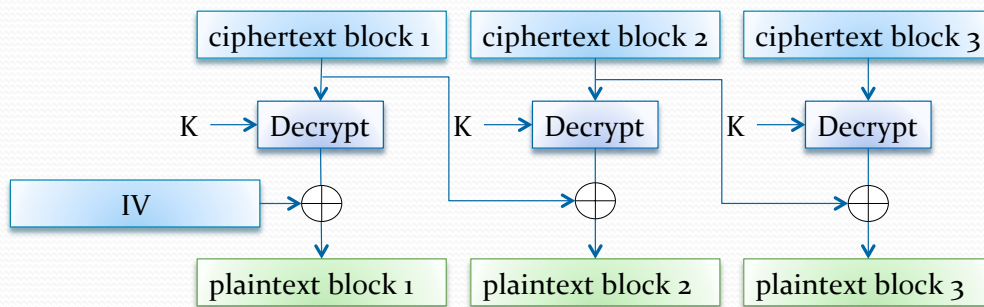 ciphertext block 1 ciphertext block 2 ciphertext block 3
K Decrypt K Decrypt K Decrypt
IV
plaintext block 1 plaintext block 2 plaintext block 3